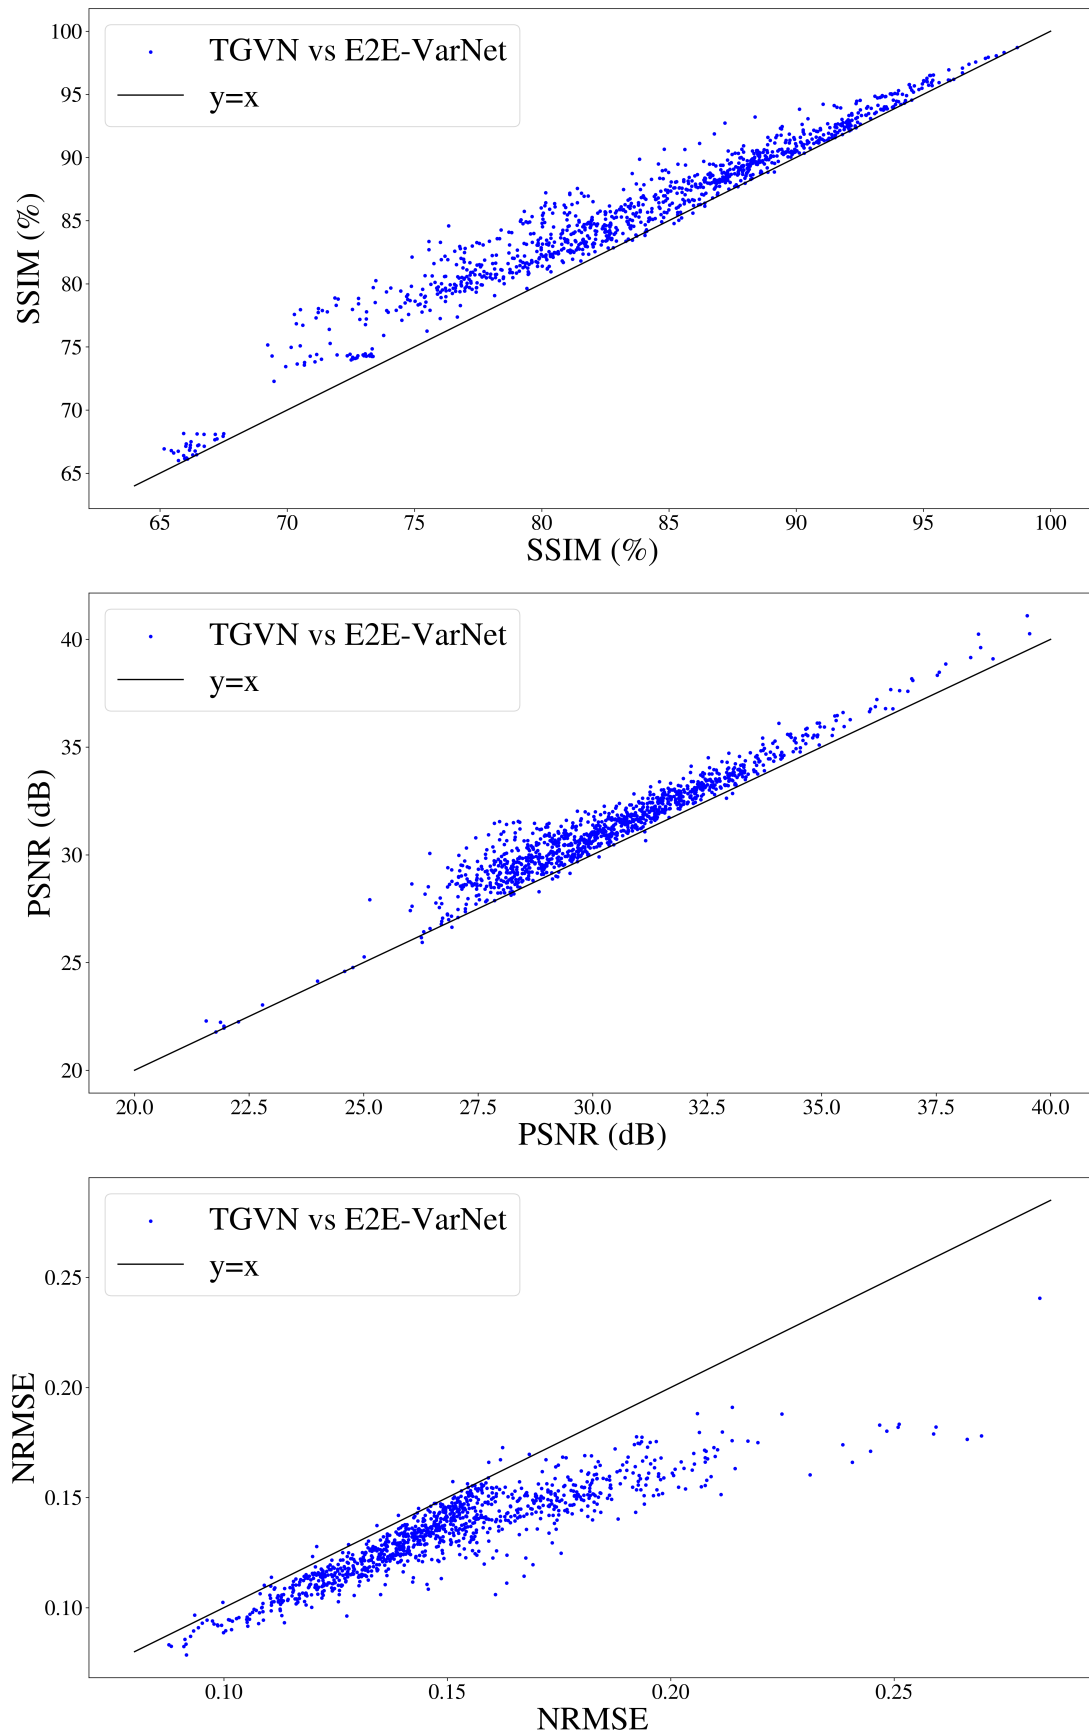 100
95
90
85
80
75
70
65
SSIM (%)
TGVN vs E2E-VarNet
y=x
65 70 75 80 85 90 95 100
SSIM (%)
40
35
30
25
20
PSNR (dB)
TGVN vs E2E-VarNet
y=x
20.0 22.5 25.0 27.5 30.0 32.5 35.0 37.5 40.0
PSNR (dB)
0.25
0.20
0.15
0.10
NRMSE
TGVN vs E2E-VarNet
y=x
0.10 0.15 0.20 0.25
NRMSE